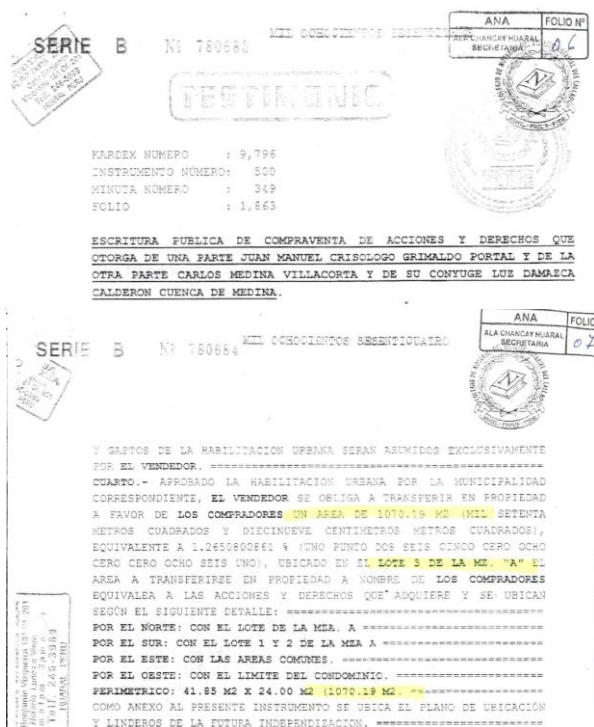 SERIE B Nº 780683 MIL OCHOCIENTOS
ANA
FOLIO Nº
ALA CHANCAY HUARAL
SECRETARIA
06
TESTIMONIO
KARDEX NUMERO : 9,796
INSTRUMENTO NÚMERO: 500
MINUTA NÚMERO : 349
FOLIO : 1,863
ESCRITURA PUBLICA DE COMPRAVENTA DE ACCIONES Y DERECHOS QUE
OTORGA DE UNA PARTE JUAN MANUEL CRISOLOGO GRIMALDO PORTAL Y DE LA
OTRA PARTE CARLOS MEDINA VILLACORTA Y DE SU CONYUGE LUZ DAMAZCA
CALDERON CUENCA DE MEDINA.
SERIE B Nº 780684 MIL OCHOCIENTOS SESENTICUATRO
ANA
FOLIO
ALA CHANCAY HUARAL
SECRETARIA
07
Y GASTOS DE LA HABILITACION URBANA SERAN ASUMIDOS EXCLUSIVAMENTE
POR EL VENDEDOR. ================================================
CUARTO.- APROBADO LA HABILITACION URBANA POR LA MUNICIPALIDAD
CORRESPONDIENTE, EL VENDEDOR SE OBLIGA A TRANSFERIR EN PROPIEDAD
A FAVOR DE LOS COMPRADORES UN AREA DE 1070.19 M2 (MIL SETENTA
METROS CUADRADOS Y DIECINUEVE CENTIMETROS METROS CUADRADOS),
EQUIVALENTE A 1.2650800861 % (UNO PUNTO DOS SEIS CINCO CERO OCHO
CERO CERO OCHO SEIS UNO), UBICADO EN EL LOTE 3 DE LA MZ. "A" EL
AREA A TRANSFERIRSE EN PROPIEDAD A NOMBRE DE LOS COMPRADORES
EQUIVALEA A LAS ACCIONES Y DERECHOS QUE ADQUIERE Y SE UBICAN
SEGÚN EL SIGUIENTE DETALLE: =====================================
POR EL NORTE: CON EL LOTE DE LA MZA. A ==========================
POR EL SUR: CON EL LOTE 1 Y 2 DE LA MZA A =======================
POR EL ESTE: CON LAS AREAS COMUNES. =============================
POR EL OESTE: CON EL LIMITE DEL CONDOMINIO. =====================
PERIMETRICO: 41.85 M2 X 24.00 M2 (1070.19 M2. ===================
COMO ANEXO AL PRESENTE INSTRUMENTO SE UBICA EL PLANO DE UBICACIÓN
Y LINDEROS DE LA FUTURA INDEPENDIZACION. ========================
Telf. 246-3989
HUARAL PERU